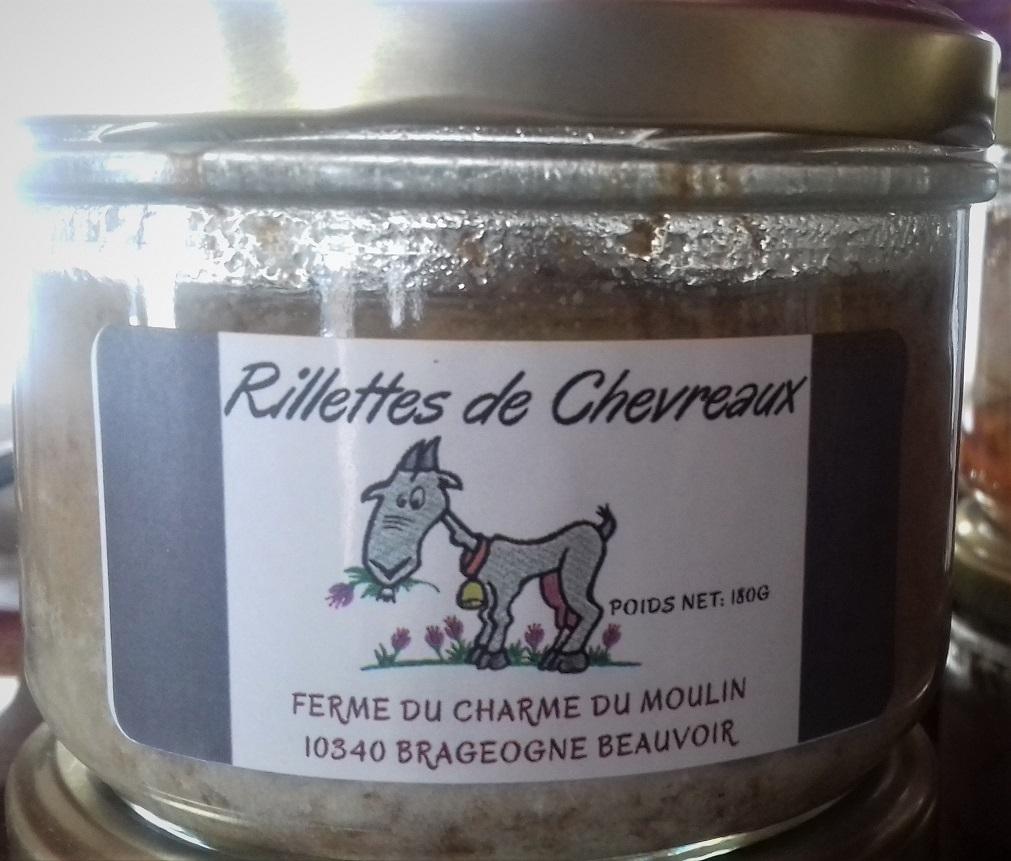 Rillettes de Chevreaux
POIDS NET: 180G
FERME DU CHARME DU MOULIN
10340 BRAGEOGNE BEAUVOIR